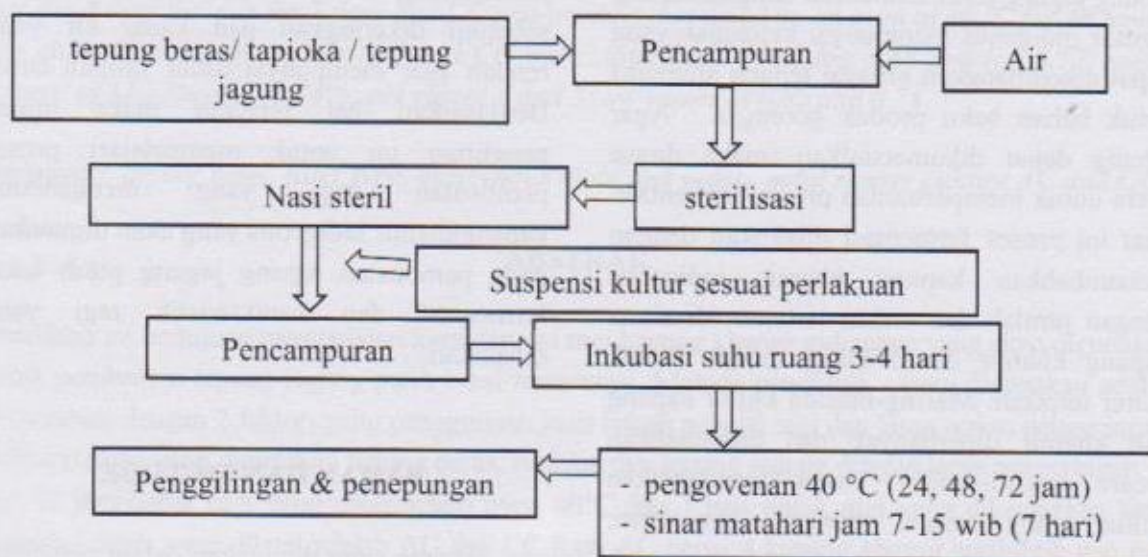 tepung beras/ tapioka / tepung
jagung
Pencampuran
Air
Nasi steril
sterilisasi
Suspensi kultur sesuai perlakuan
Pencampuran
Inkubasi suhu ruang 3-4 hari
Penggilingan & penepungan
- pengovenan 40 °C (24, 48, 72 jam)
- sinar matahari jam 7-15 wib (7 hari)